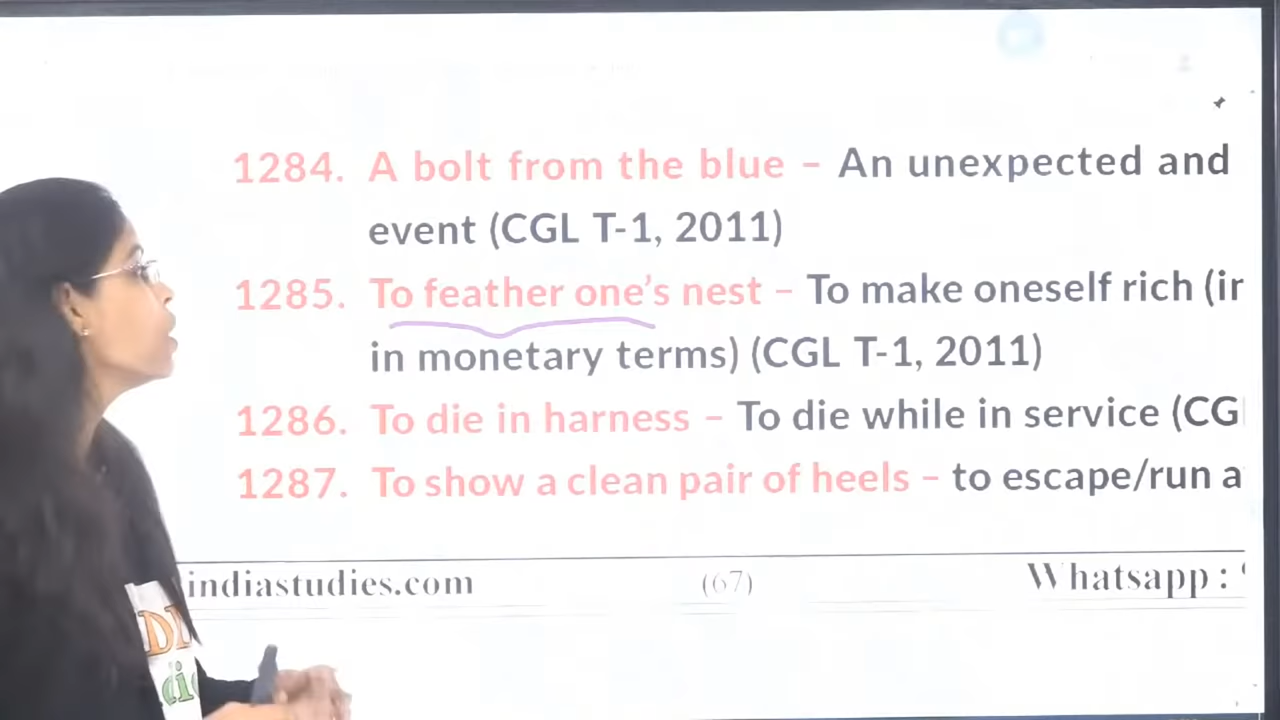 1284. A bolt from the blue – An unexpected and
event (CGL T-1, 2011)
1285. To feather one's nest – To make oneself rich
in monetary terms) (CGL T-1, 2011)
1286. To die in harness – To die while in service
1287. To show a clean pair of heels – to escape/run
indiastudies.com (67) Whatsapp :